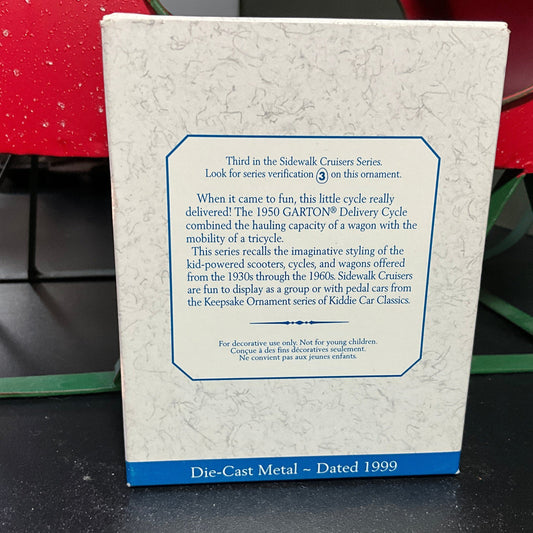 Third in the Sidewalk Cruisers Series.
Look for series verification 3 on this ornament.
When it came to fun, this little cycle really
delivered! The 1950 GARTON® Delivery Cycle
combined the hauling capacity of a wagon with the
mobility of a tricycle.
This series recalls the imaginative styling of the
kid-powered scooters, cycles, and wagons offered
from the 1930s through the 1960s. Sidewalk Cruisers
are fun to display as a group or with pedal cars from
the Keepsake Ornament series of Kiddie Car Classics.
For decorative use only. Not for young children.
Conçue à des fins décoratives seulement.
Ne convient pas aux jeunes enfants.
Die-Cast Metal ~ Dated 1999